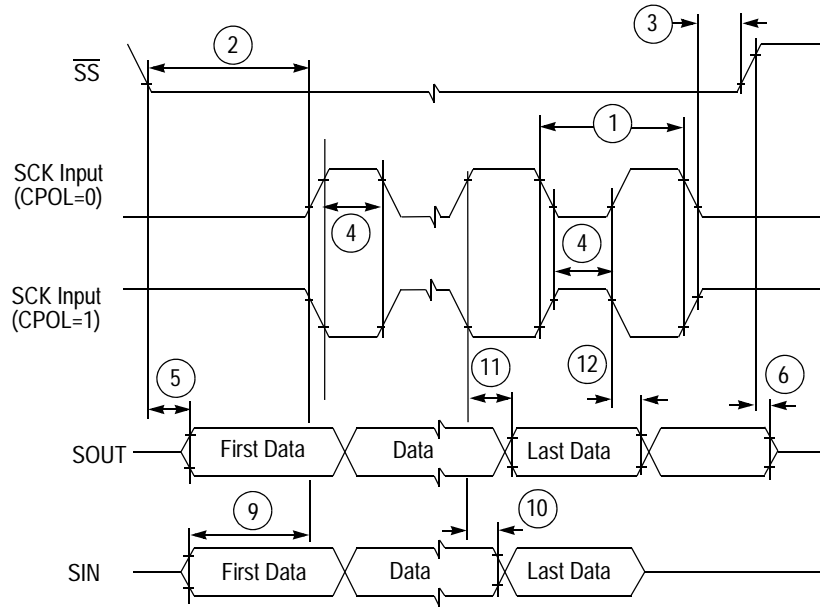 3
2
SS
1
SCK Input
(CPOL=0)
4
4
SCK Input
(CPOL=1)
11
12
5
6
SOUT
First Data
Data
Last Data
9
10
SIN
First Data
Data
Last Data